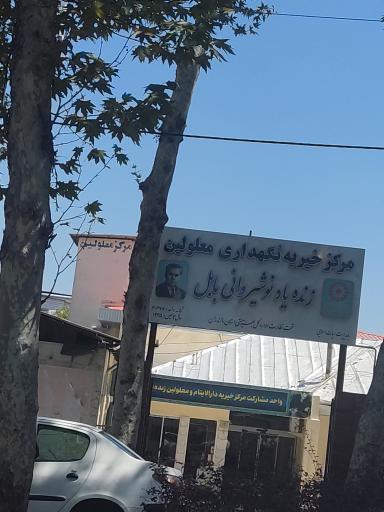 مرکز معلولین
مرکز خیریه نگهداری معلولین
زنده یاد نوشیروانی بابل
واحد مشارکت مرکز خیریه دارالایتام و معلولین زنده